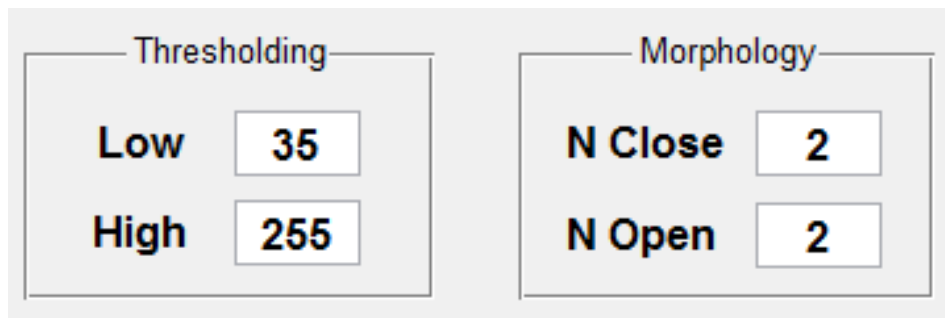 Thresholding
Low 35
High 255
Morphology
N Close 2
N Open 2